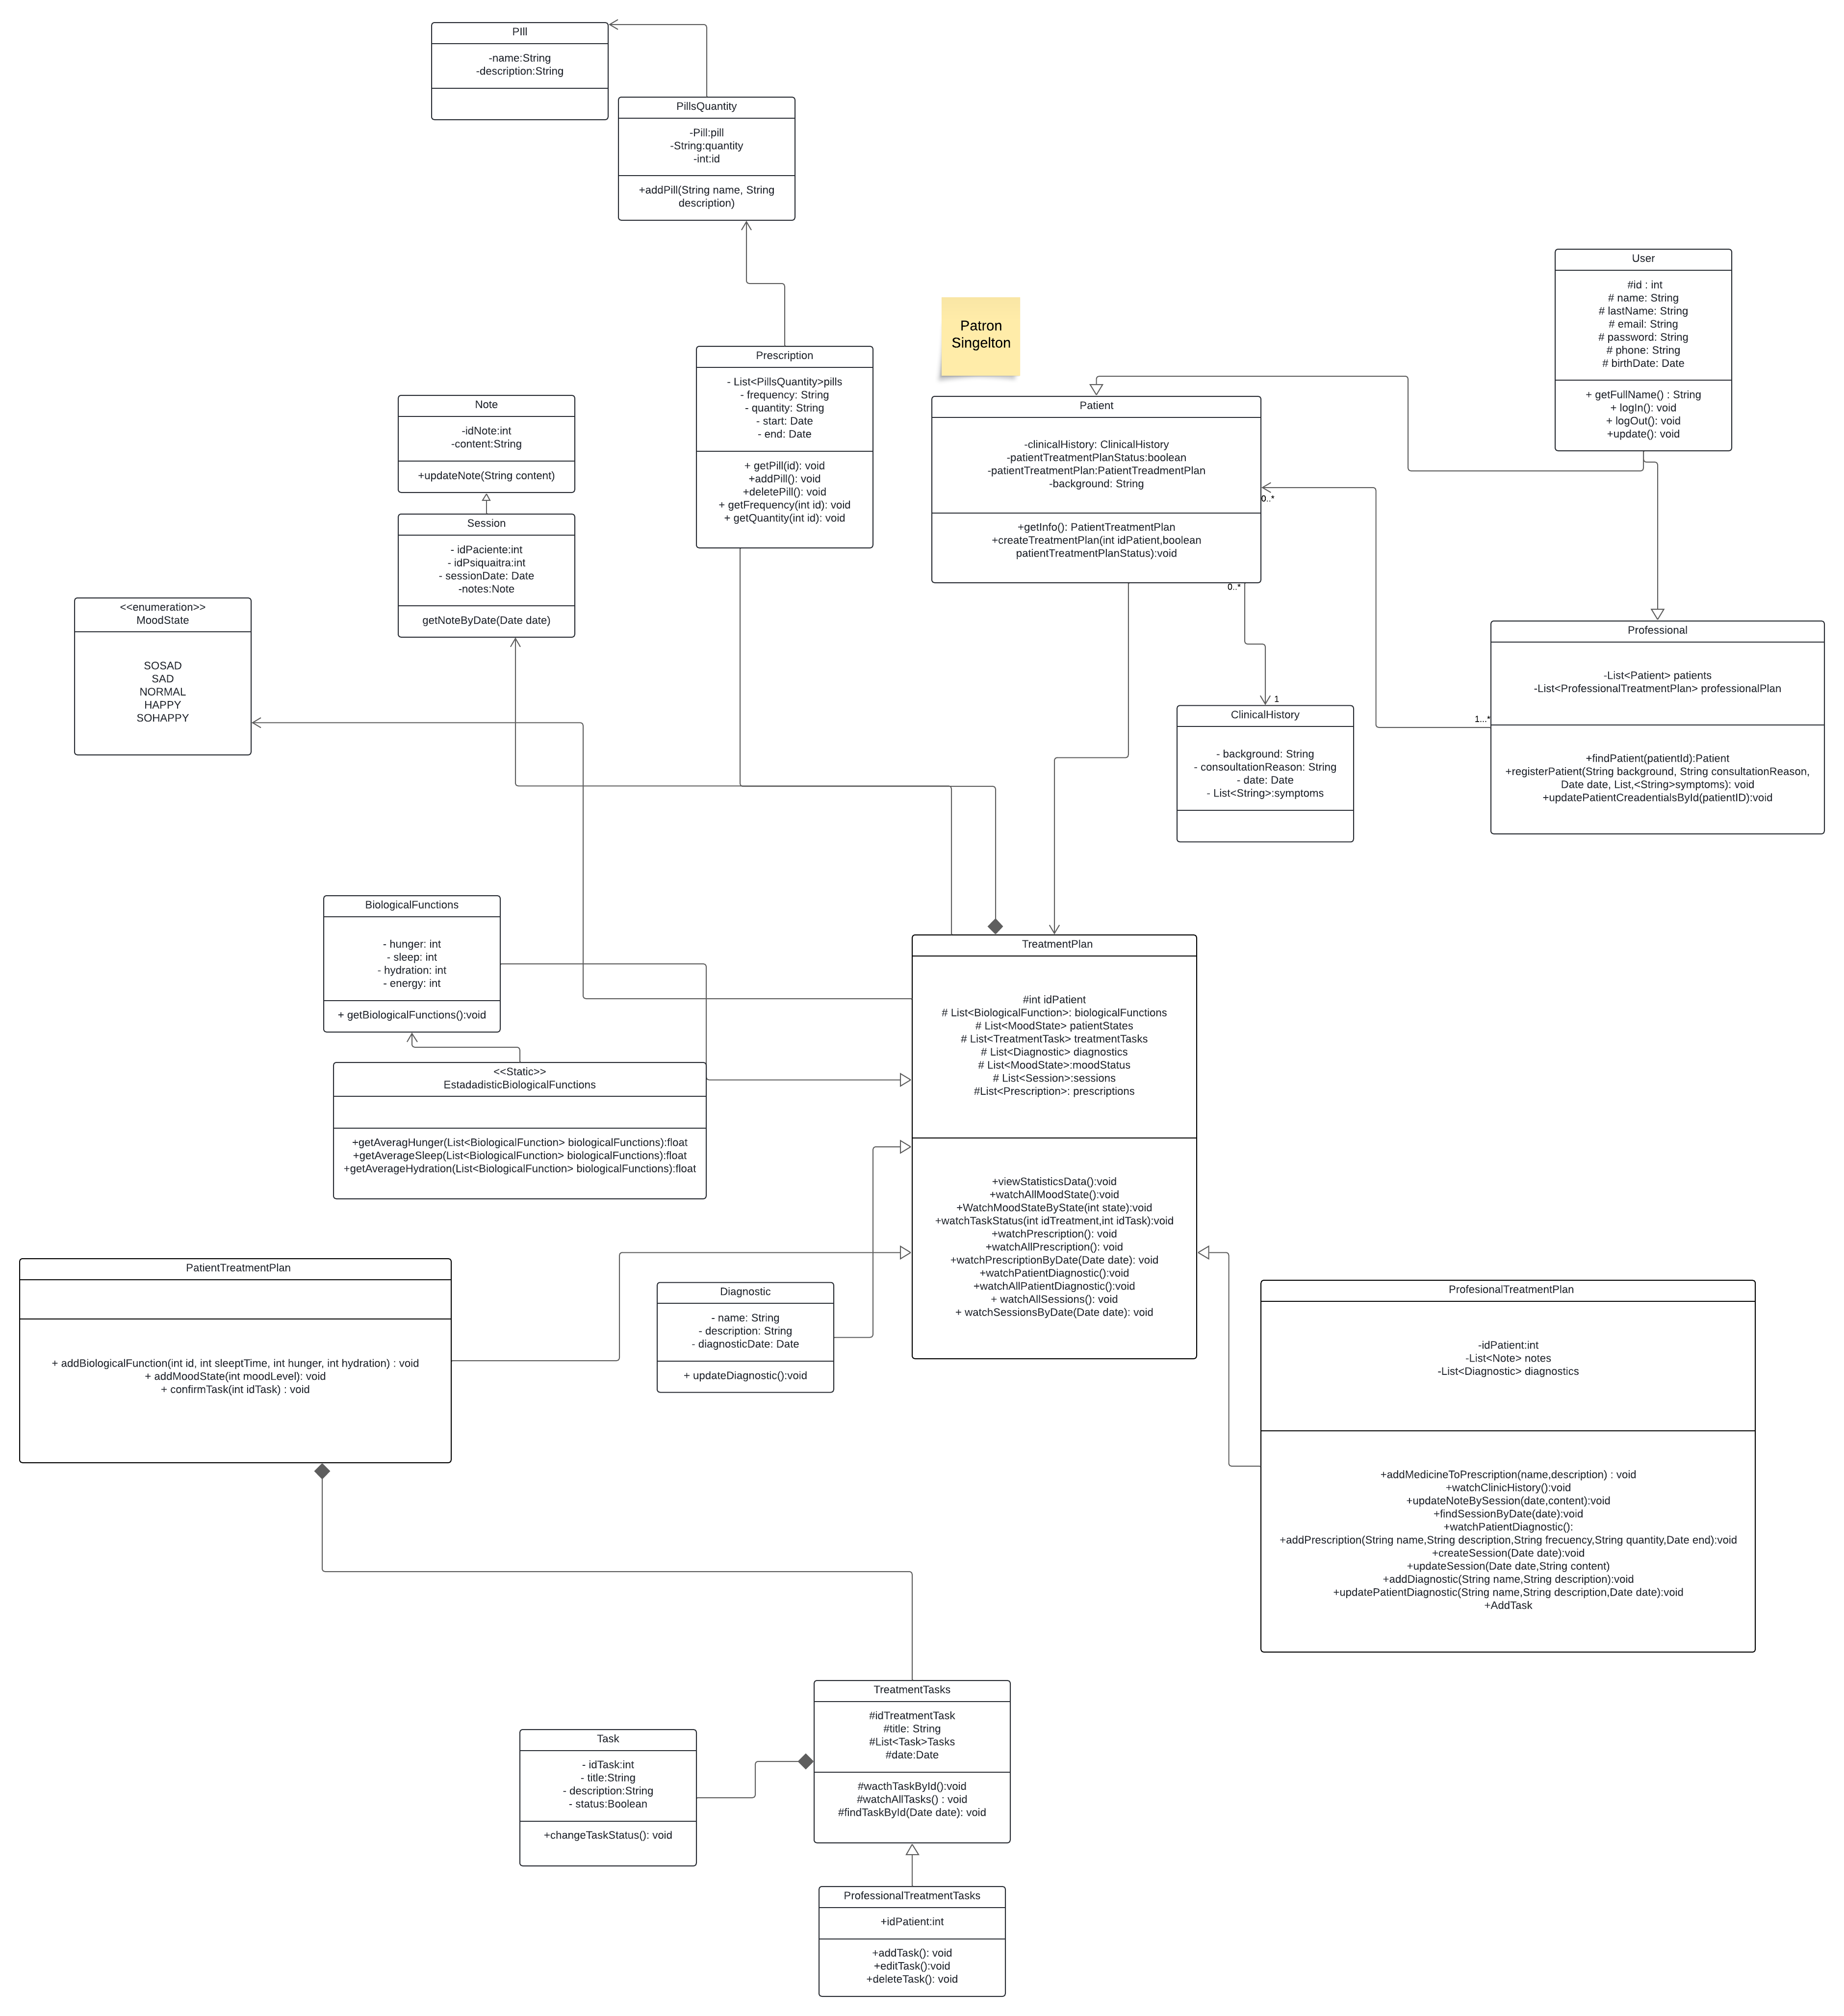 PIll
-name:String
-description:String
PillsQuantity
-Pill:pill
-String:quantity
-int:id
+addPill(String name, String
description)
User
#id : int
# name: String
# lastName: String
# email: String
# password: String
# phone: String
# birthDate: Date
+ getFullName() : String
+ logIn(): void
+ logOut(): void
+update(): void
Patron
Singelton
Prescription
- List<PillsQuantity>pills
- frequency: String
- quantity: String
- start: Date
- end: Date
+ getPill(id): void
+addPill(): void
+deletePill(): void
+ getFrequency(int id): void
+ getQuantity(int id): void
Note
-idNote:int
-content:String
+updateNote(String content)
Patient
-clinicalHistory: ClinicalHistory
-patientTreatmentPlanStatus:boolean
-patientTreatmentPlan:PatientTreadmentPlan
-background: String
+getInfo(): PatientTreatmentPlan
+createTreatmentPlan(int idPatient,boolean
patientTreatmentPlanStatus):void
0..*
0..*
1
1...*
Session
- idPaciente:int
- idPsiquaitra:int
- sessionDate: Date
-notes:Note
getNoteByDate(Date date)
<<enumeration>>
MoodState
SOSAD
SAD
NORMAL
HAPPY
SOHAPPY
Professional
-List<Patient> patients
-List<ProfessionalTreatmentPlan> professionalPlan
+findPatient(patientId):Patient
+registerPatient(String background, String consultationReason,
Date date, List,<String>symptoms): void
+updatePatientCreadentialsById(patientID):void
ClinicalHistory
- background: String
- consoultationReason: String
- date: Date
- List<String>:symptoms
BiologicalFunctions
- hunger: int
- sleep: int
- hydration: int
- energy: int
+ getBiologicalFunctions():void
<<Static>>
EstadadisticBiologicalFunctions
+getAveragHunger(List<BiologicalFunction> biologicalFunctions):float
+getAverageSleep(List<BiologicalFunction> biologicalFunctions):float
+getAverageHydration(List<BiologicalFunction> biologicalFunctions):float
TreatmentPlan
#int idPatient
# List<BiologicalFunction>: biologicalFunctions
# List<MoodState> patientStates
# List<TreatmentTask> treatmentTasks
# List<Diagnostic> diagnostics
# List<MoodState>:moodStatus
# List<Session>:sessions
#List<Prescription>: prescriptions
+viewStatisticsData():void
+watchAllMoodState():void
+WatchMoodStateByState(int state):void
+watchTaskStatus(int idTreatment,int idTask):void
+watchPrescription(): void
+watchAllPrescription(): void
+watchPrescriptionByDate(Date date): void
+watchPatientDiagnostic():void
+watchAllPatientDiagnostic():void
+ watchAllSessions(): void
+ watchSessionsByDate(Date date): void
PatientTreatmentPlan
+ addBiologicalFunction(int id, int sleeptTime, int hunger, int hydration) : void
+ addMoodState(int moodLevel): void
+ confirmTask(int idTask) : void
Diagnostic
- name: String
- description: String
- diagnosticDate: Date
+ updateDiagnostic():void
ProfesionalTreatmentPlan
-idPatient:int
-List<Note> notes
-List<Diagnostic> diagnostics
+addMedicineToPrescription(name,description) : void
+watchClinicHistory():void
+updateNoteBySession(date,content):void
+findSessionByDate(date):void
+watchPatientDiagnostic():
+addPrescription(String name,String description,String frecuency,String quantity,Date end):void
+createSession(Date date):void
+updateSession(Date date,String content)
+addDiagnostic(String name,String description):void
+updatePatientDiagnostic(String name,String description,Date date):void
+AddTask
TreatmentTasks
#idTreatmentTask
#title: String
#List<Task>Tasks
#date:Date
#wacthTaskById():void
#watchAllTasks() : void
#findTaskById(Date date): void
Task
- idTask:int
- title:String
- description:String
- status:Boolean
+changeTaskStatus(): void
ProfessionalTreatmentTasks
+idPatient:int
+addTask(): void
+editTask():void
+deleteTask(): void